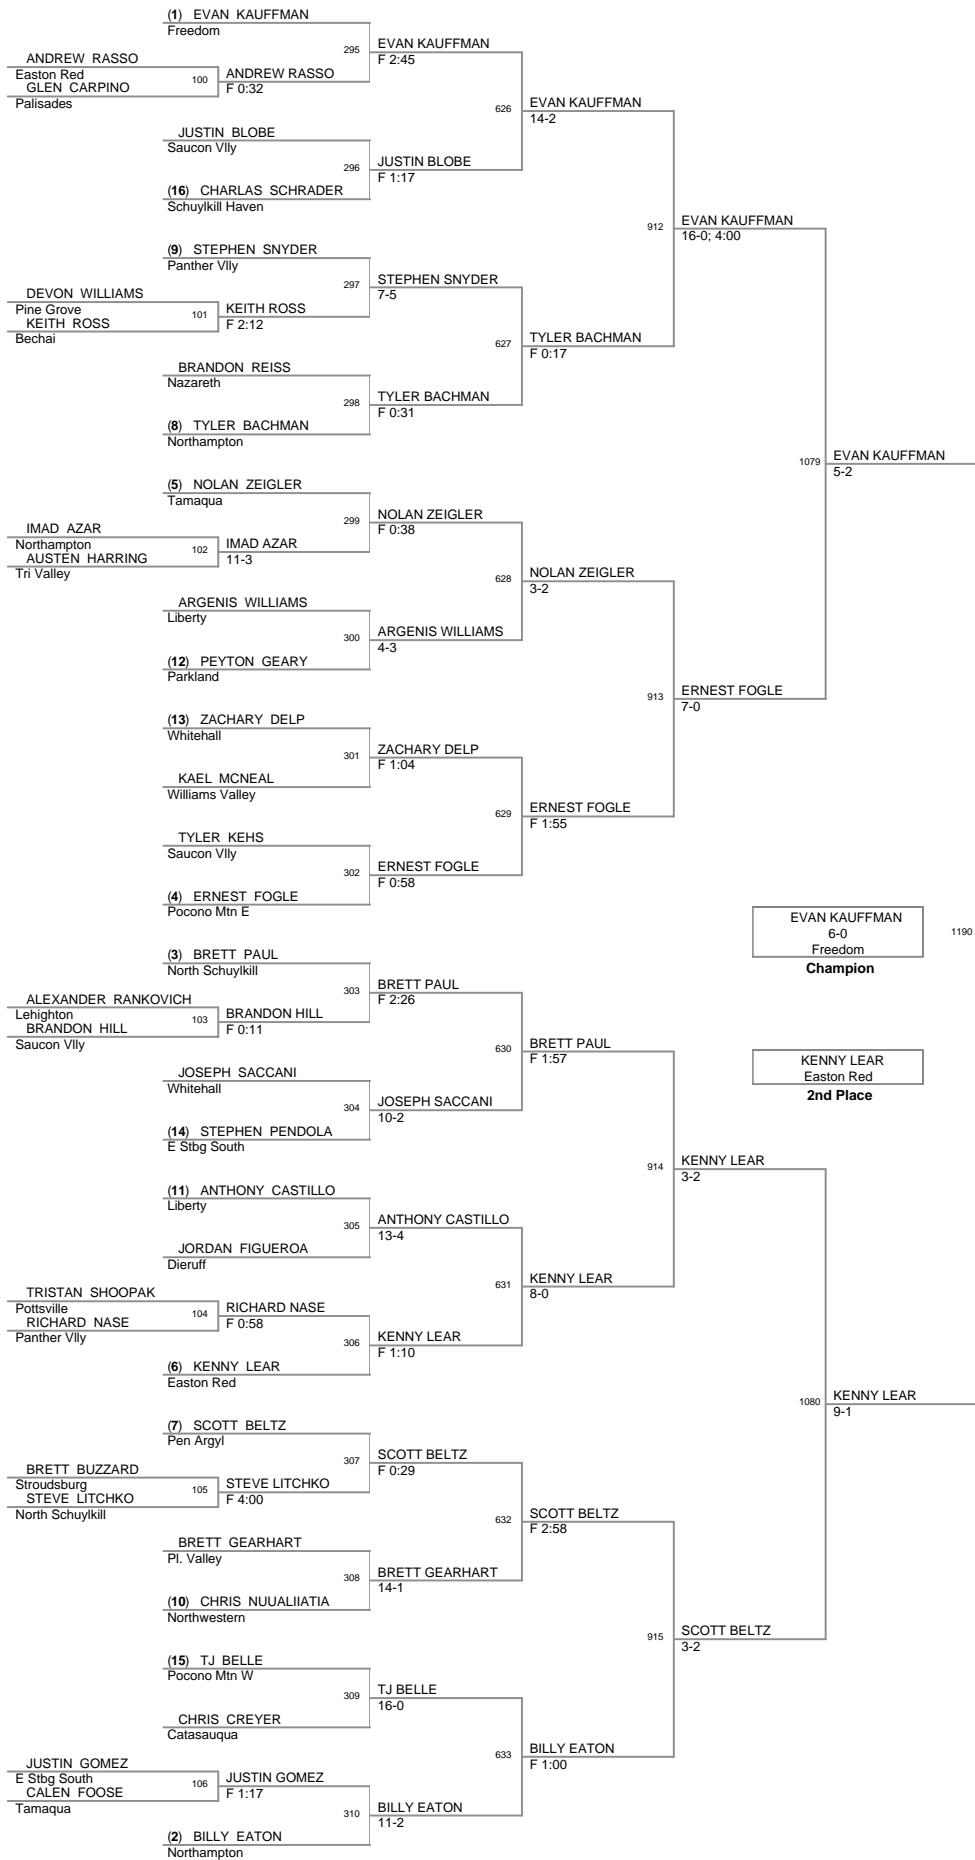 (1) EVAN KAUFFMAN
Freedom
295
EVAN KAUFFMAN
F 2:45
ANDREW RASSO
Easton Red
100
ANDREW RASSO
F 0:32
GLEN CARPINO
Palisades
626
EVAN KAUFFMAN
14-2
JUSTIN BLOBE
Saucon Vlly
296
JUSTIN BLOBE
F 1:17
(16) CHARLAS SCHRADER
Schuylkill Haven
912
EVAN KAUFFMAN
16-0; 4:00
(9) STEPHEN SNYDER
Panther Vlly
297
STEPHEN SNYDER
7-5
DEVON WILLIAMS
Pine Grove
101
KEITH ROSS
F 2:12
KEITH ROSS
Bechai
627
TYLER BACHMAN
F 0:17
BRANDON REISS
Nazareth
298
TYLER BACHMAN
F 0:31
(8) TYLER BACHMAN
Northampton
1079
EVAN KAUFFMAN
5-2
(5) NOLAN ZEIGLER
Tamaqua
299
NOLAN ZEIGLER
F 0:38
IMAD AZAR
Northampton
102
IMAD AZAR
11-3
AUSTEN HARRING
Tri Valley
628
NOLAN ZEIGLER
3-2
ARGENIS WILLIAMS
Liberty
300
ARGENIS WILLIAMS
4-3
(12) PEYTON GEARY
Parkland
913
ERNEST FOGLE
7-0
(13) ZACHARY DELP
Whitehall
301
ZACHARY DELP
F 1:04
KAEL MCNEAL
Williams Valley
629
ERNEST FOGLE
F 1:55
TYLER KEHS
Saucon Vlly
302
ERNEST FOGLE
F 0:58
(4) ERNEST FOGLE
Pocono Mtn E
EVAN KAUFFMAN
6-0
Freedom
1190
Champion
(3) BRETT PAUL
North Schuylkill
303
BRETT PAUL
F 2:26
ALEXANDER RANKOVICH
Lehighton
103
BRANDON HILL
F 0:11
BRANDON HILL
Saucon Vlly
630
BRETT PAUL
F 1:57
KENNY LEAR
Easton Red
2nd Place
JOSEPH SACCANI
Whitehall
304
JOSEPH SACCANI
10-2
(14) STEPHEN PENDOLA
E Stbg South
914
KENNY LEAR
3-2
(11) ANTHONY CASTILLO
Liberty
305
ANTHONY CASTILLO
13-4
JORDAN FIGUEROA
Dieruff
631
KENNY LEAR
8-0
TRISTAN SHOOPAK
Pottsville
104
RICHARD NASE
F 0:58
RICHARD NASE
Panther Vlly
306
KENNY LEAR
F 1:10
(6) KENNY LEAR
Easton Red
1080
KENNY LEAR
9-1
(7) SCOTT BELTZ
Pen Argyl
307
SCOTT BELTZ
F 0:29
BRETT BUZZARD
Stroudsburg
105
STEVE LITCHKO
F 4:00
STEVE LITCHKO
North Schuylkill
632
SCOTT BELTZ
F 2:58
BRETT GEARHART
Pl. Valley
308
BRETT GEARHART
14-1
(10) CHRIS NUUALIIATIA
Northwestern
915
SCOTT BELTZ
3-2
(15) TJ BELLE
Pocono Mtn W
309
TJ BELLE
16-0
CHRIS CREYER
Catasauqua
633
BILLY EATON
F 1:00
JUSTIN GOMEZ
E Stbg South
106
JUSTIN GOMEZ
F 1:17
CALEN FOOSE
Tamaqua
310
BILLY EATON
11-2
(2) BILLY EATON
Northampton